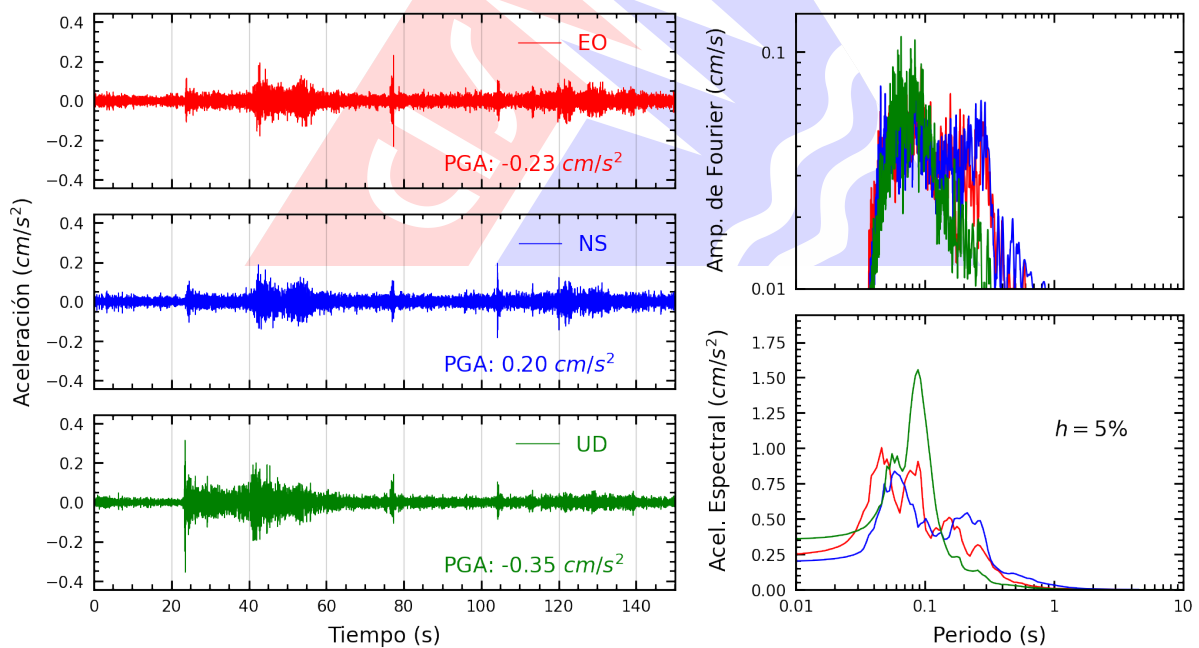 Aceleración (cm/s²)
0.4
0.2
0.0
−0.2
−0.4
EO
PGA: -0.23 cm/s²
0.4
0.2
0.0
−0.2
−0.4
NS
PGA: 0.20 cm/s²
0.4
0.2
0.0
−0.2
−0.4
UD
PGA: -0.35 cm/s²
0 20 40 60 80 100 120 140
Tiempo (s)
Amp. de Fourier (cm/s)
0.1
0.01
Acel. Espectral (cm/s²)
1.75
1.50
1.25
1.00
0.75
0.50
0.25
0.00
h = 5%
0.01 0.1 1 10
Periodo (s)